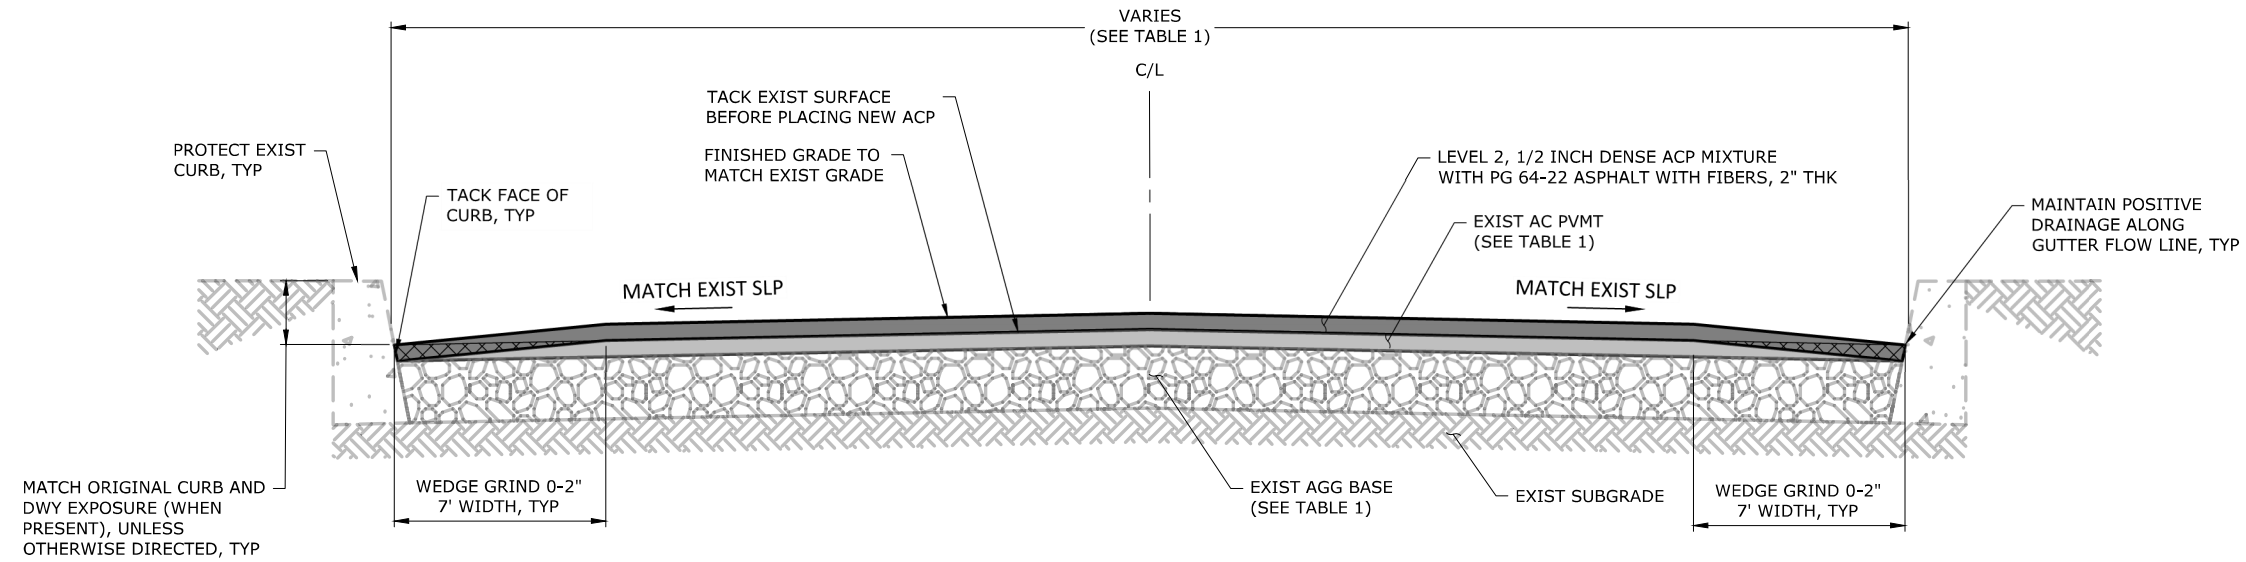 VARIES
(SEE TABLE 1)
C/L
TACK EXIST SURFACE
BEFORE PLACING NEW ACP
FINISHED GRADE TO
MATCH EXIST GRADE
PROTECT EXIST
CURB, TYP
TACK FACE OF
CURB, TYP
LEVEL 2, 1/2 INCH DENSE ACP MIXTURE
WITH PG 64-22 ASPHALT WITH FIBERS, 2" THK
EXIST AC PVMT
(SEE TABLE 1)
MAINTAIN POSITIVE
DRAINAGE ALONG
GUTTER FLOW LINE, TYP
MATCH EXIST SLP
MATCH EXIST SLP
MATCH ORIGINAL CURB AND
DWY EXPOSURE (WHEN
PRESENT), UNLESS
OTHERWISE DIRECTED, TYP
WEDGE GRIND 0-2"
7' WIDTH, TYP
EXIST AGG BASE
(SEE TABLE 1)
EXIST SUBGRADE
WEDGE GRIND 0-2"
7' WIDTH, TYP